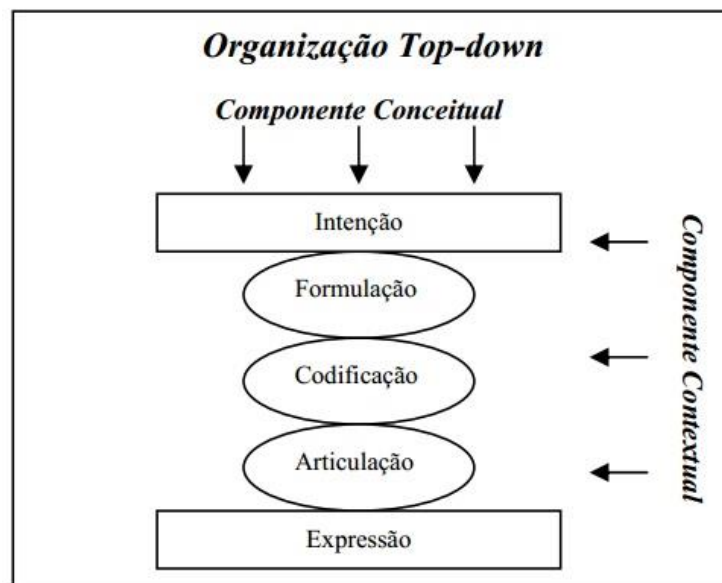 Organização Top-down
Componente Conceitual
Intenção
Formulação
Codificação
Articulação
Expressão
Componente Contextual